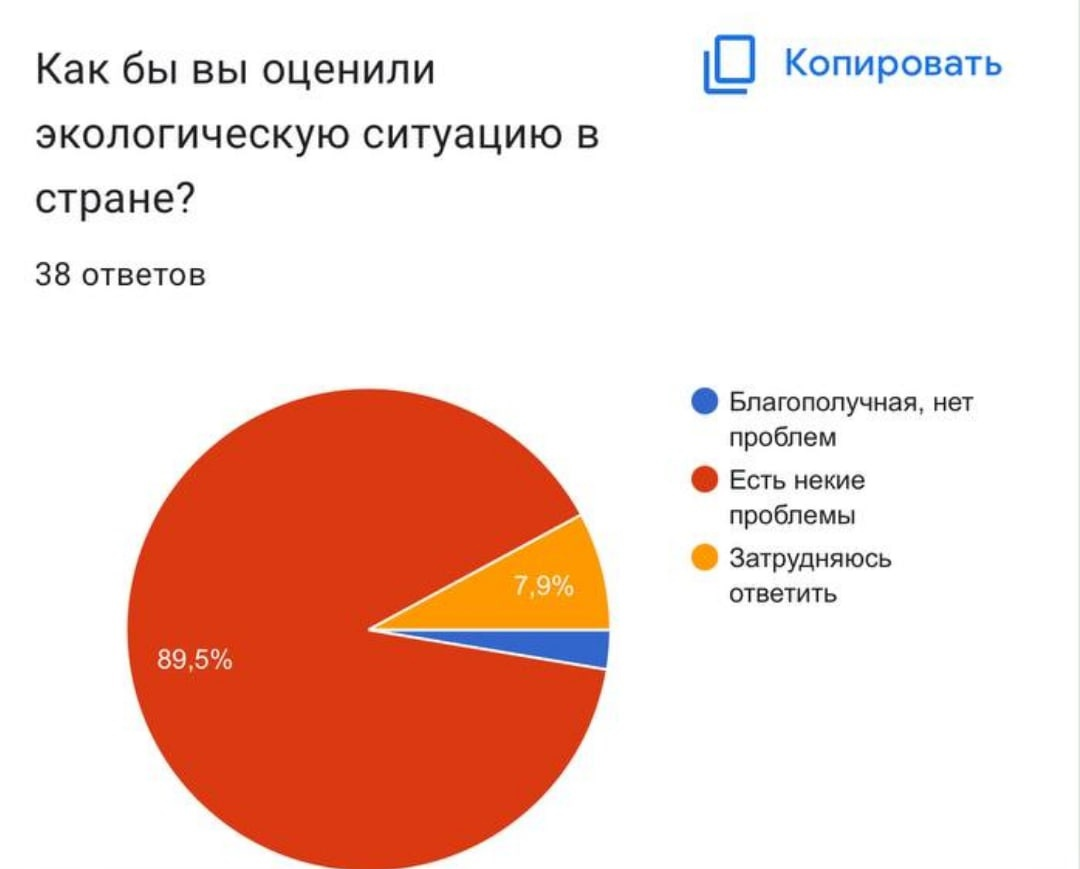 Как бы вы оценили
экологическую ситуацию в
стране?
Копировать
38 ответов
Благополучная, нет
проблем
Есть некие
проблемы
Затрудняюсь
ответить
7,9%
89,5%